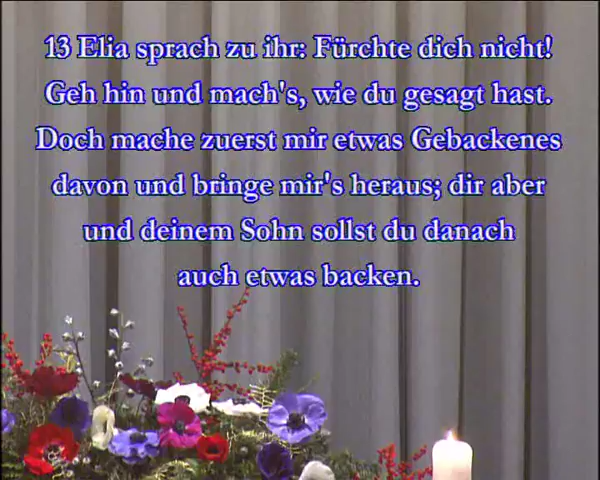 13 Elia sprach zu ihr: Fürchte dich nicht!
Geh hin und mach's, wie du gesagt hast.
Doch mache zuerst mir etwas Gebackenes
davon und bringe mir's heraus; dir aber
und deinem Sohn sollst du danach
auch etwas backen.